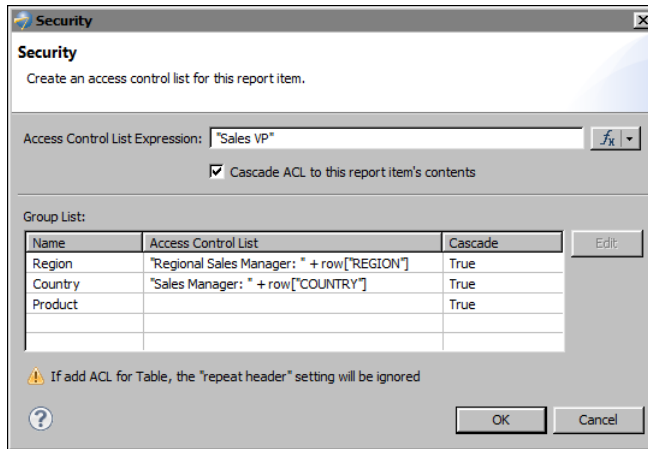 Security
Security
Create an access control list for this report item.
Access Control List Expression: "Sales VP" fx
Cascade ACL to this report item's contents
Group List:
Name Access Control List Cascade Edit
Region "Regional Sales Manager: " + row["REGION"] True
Country "Sales Manager: " + row["COUNTRY"] True
Product True
If add ACL for Table, the "repeat header" setting will be ignored
? OK Cancel